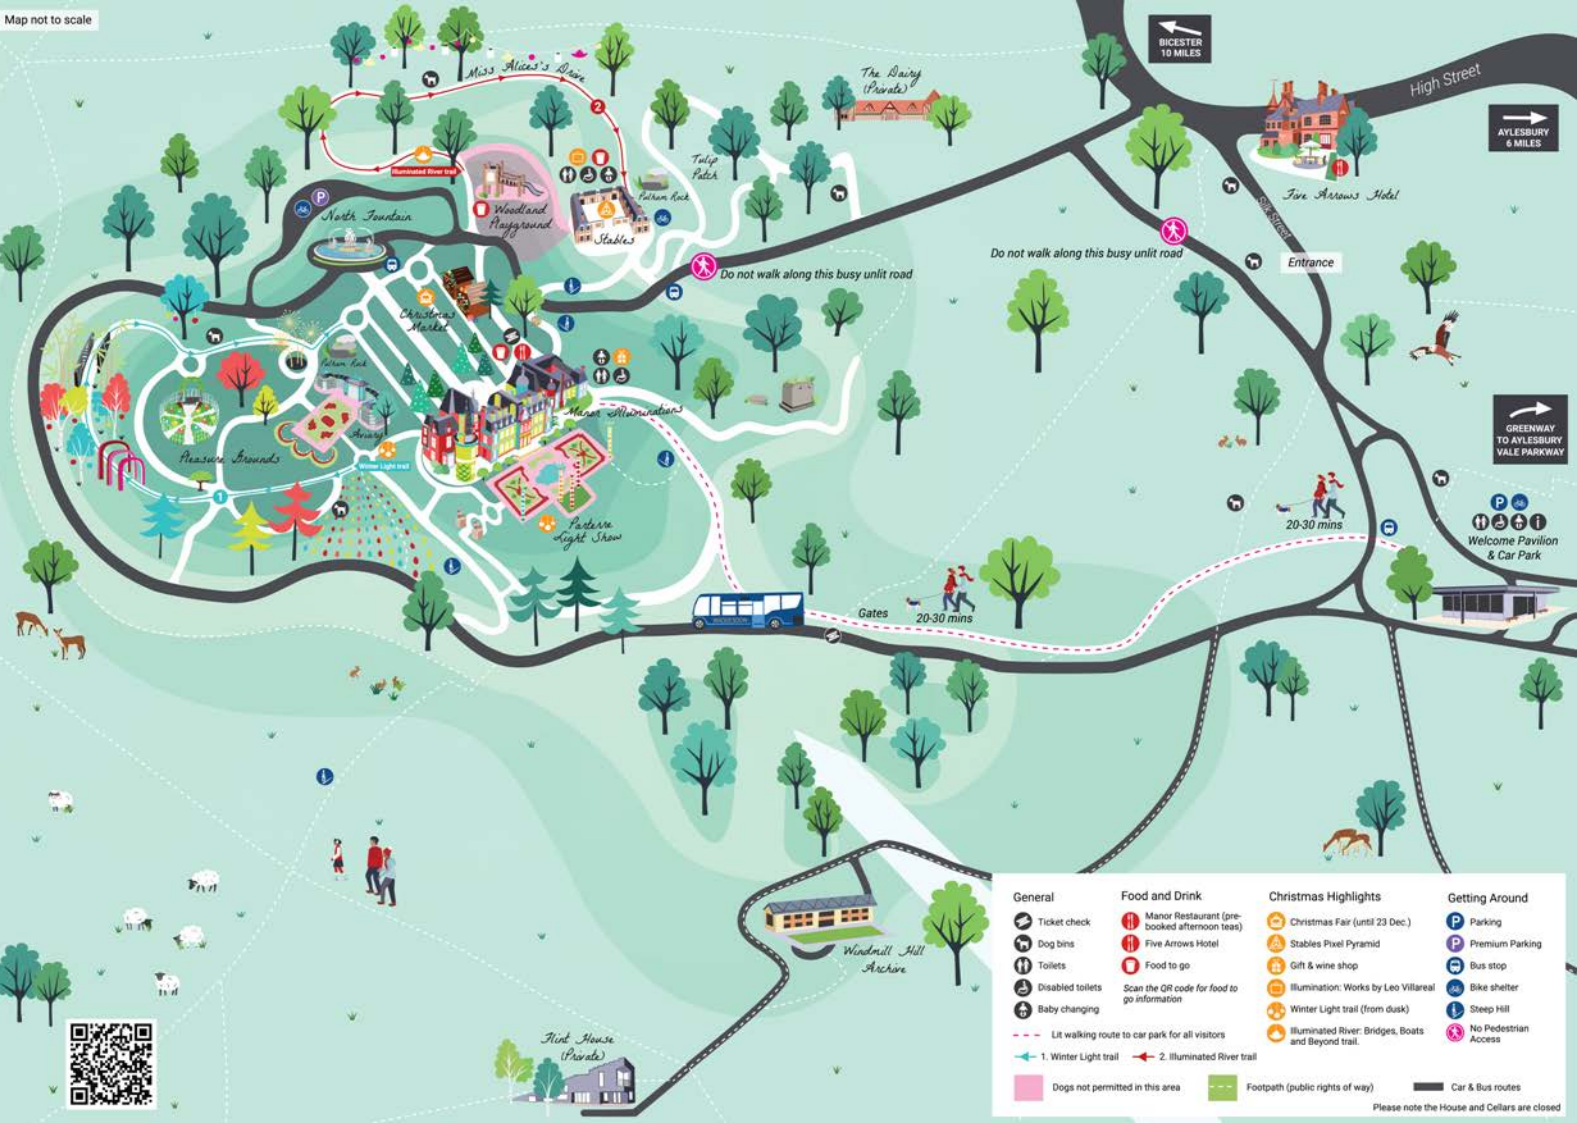 Map not to scale
BICESTER
10 MILES
High Street
AYLESBURY
6 MILES
Miss Alices's Drive
2
The Dairy
(Private)
Five Arrows Hotel
Tulip
Patch
Illuminated River trail
Pulham Rock
P
North Fountain
Woodland
Playground
Stables
Silk Street
Do not walk along this busy unlit road
Do not walk along this busy unlit road
Entrance
Christmas
Market
Pulham Rock
Manor Illuminations
Aviary
Pleasure Grounds
Winter Light trail
1
GREENWAY
TO AYLESBURY
VALE PARKWAY
Parterre
Light Show
20-30 mins
P
i
Welcome Pavilion
& Car Park
Gates
20-30 mins
Windmill Hill
Archive
Flint House
(Private)
General
Ticket check
Dog bins
Toilets
Disabled toilets
Baby changing
Food and Drink
Manor Restaurant (pre-
booked afternoon teas)
Five Arrows Hotel
Food to go
Scan the QR code for food to
go information
Christmas Highlights
Christmas Fair (until 23 Dec.)
Stables Pixel Pyramid
Gift & wine shop
Illumination: Works by Leo Villareal
Winter Light trail (from dusk)
Illuminated River: Bridges, Boats
and Beyond trail.
Getting Around
P Parking
P Premium Parking
Bus stop
Bike shelter
Steep Hill
No Pedestrian
Access
Lit walking route to car park for all visitors
1. Winter Light trail
2. Illuminated River trail
Dogs not permitted in this area
Footpath (public rights of way)
Car & Bus routes
Please note the House and Cellars are closed